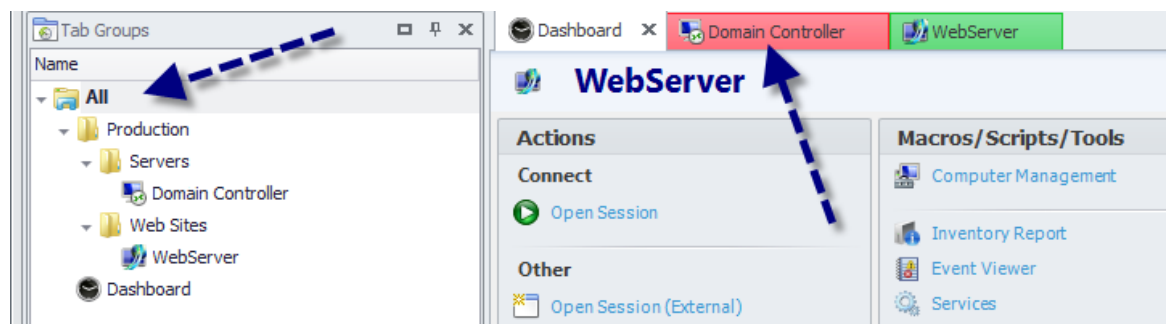 Tab Groups
Name
All
Production
Servers
Domain Controller
Web Sites
WebServer
Dashboard
Dashboard
Domain Controller
WebServer
WebServer
Actions
Connect
Open Session
Other
Open Session (External)
Macros/Scripts/Tools
Computer Management
Inventory Report
Event Viewer
Services